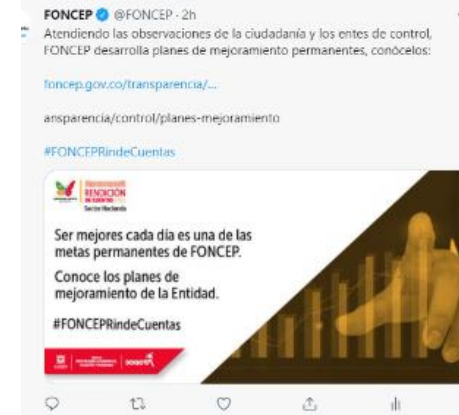 FONCEP @FONCEP · 2h
Atendiendo las observaciones de la ciudadanía y los entes de control,
FONCEP desarrolla planes de mejoramiento permanentes, conócelos:
foncep.gov.co/transparencia/...
ansparencia/control/planes-mejoramiento
#FONCEPRindeCuentas
RENDICIÓN
DE CUENTAS
Sector Hacienda
Ser mejores cada día es una de las
metas permanentes de FONCEP.
Conoce los planes de
mejoramiento de la Entidad.
#FONCEPRindeCuentas
BOGOTÁ